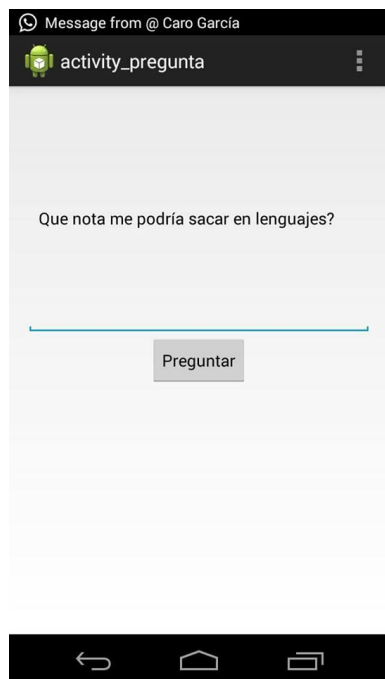 Message from @ Caro García
activity_pregunta
Que nota me podría sacar en lenguajes?
Preguntar